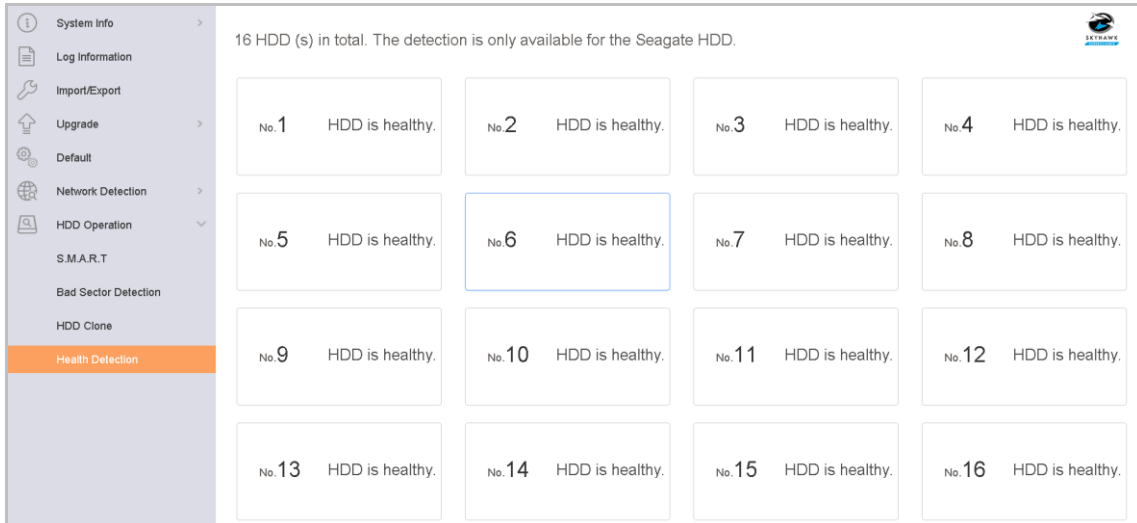 System Info
Log Information
Import/Export
Upgrade
Default
Network Detection
HDD Operation
S.M.A.R.T
Bad Sector Detection
HDD Clone
Health Detection
16 HDD (s) in total. The detection is only available for the Seagate HDD.
SKYHAWK
No.1 HDD is healthy.
No.2 HDD is healthy.
No.3 HDD is healthy.
No.4 HDD is healthy.
No.5 HDD is healthy.
No.6 HDD is healthy.
No.7 HDD is healthy.
No.8 HDD is healthy.
No.9 HDD is healthy.
No.10 HDD is healthy.
No.11 HDD is healthy.
No.12 HDD is healthy.
No.13 HDD is healthy.
No.14 HDD is healthy.
No.15 HDD is healthy.
No.16 HDD is healthy.